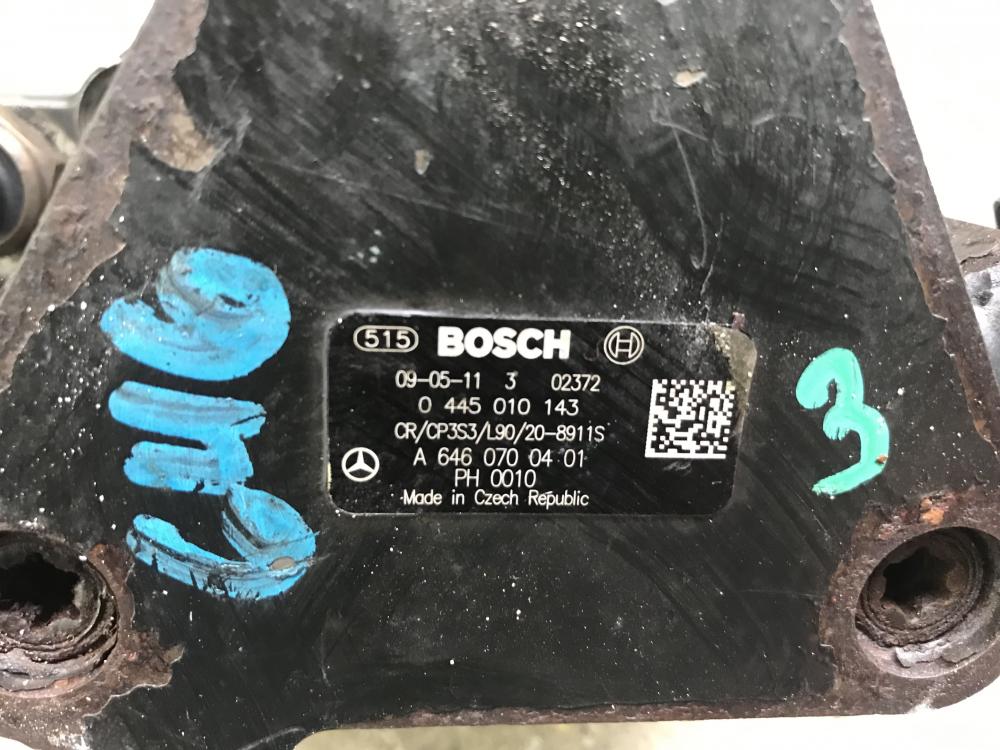 515 BOSCH
09-05-11 3 02372
0 445 010 143
CR/CP3S3/L90/20-8911S
A 646 070 04 01
PH 0010
Made in Czech Republic
3